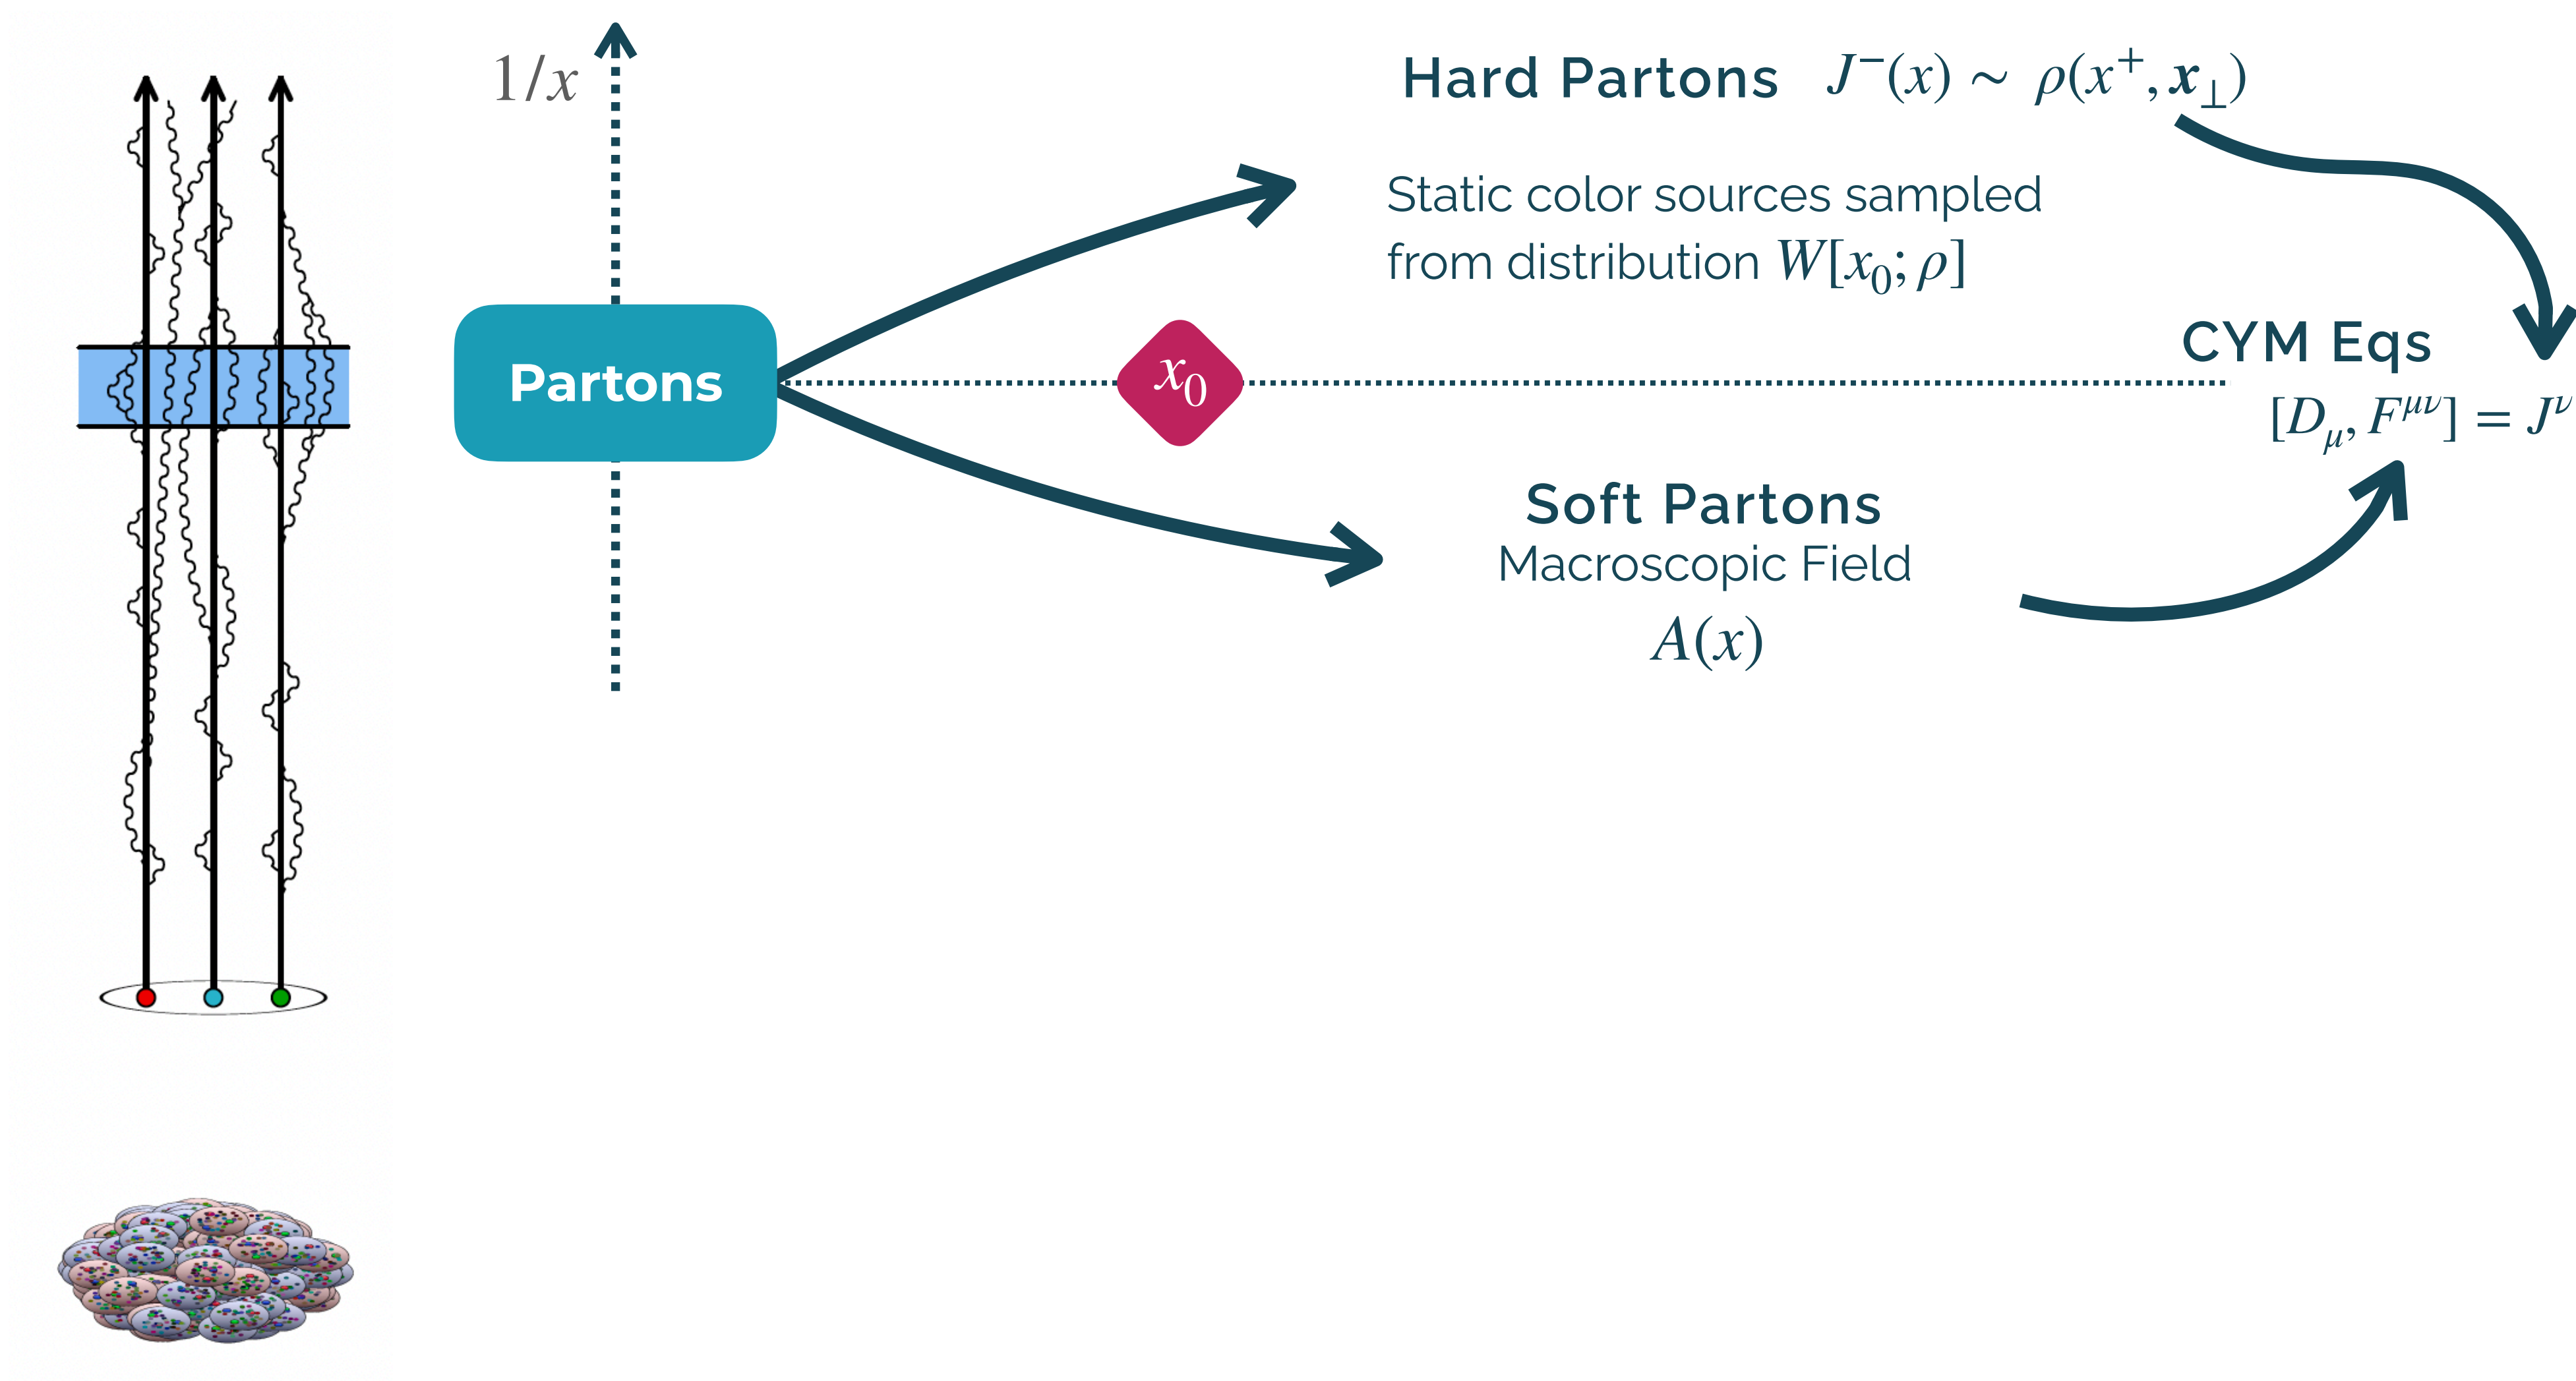 1/x
Hard Partons J⁻(x) ~ ρ(x⁺, x⊥)
Static color sources sampled
from distribution W[x₀; ρ]
Partons
x₀
CYM Eqs
[D_μ, F^{μν}] = J^ν
Soft Partons
Macroscopic Field
A(x)